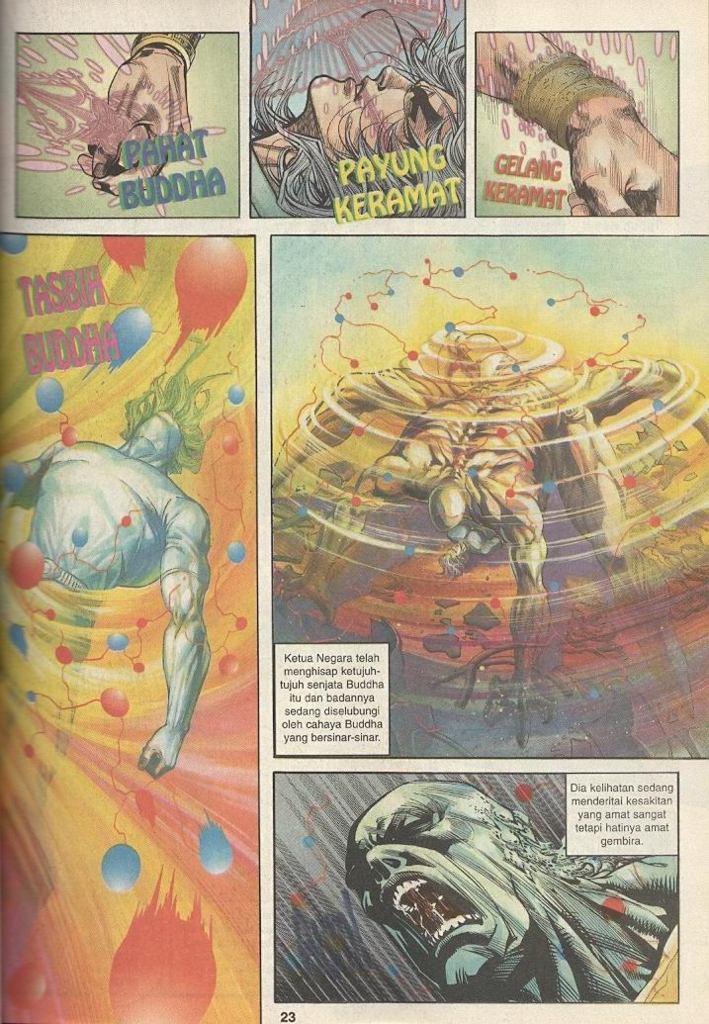 PAHAT
BUDDHA
PAYUNG
KERAMAT
GELANG
KERAMAT
TASBIH
BUDDHA
Ketua Negara telah
menghisap ketujuh-
tujuh senjata Buddha
itu dan badannya
sedang diselubungi
oleh cahaya Buddha
yang bersinar-sinar.
Dia kelihatan sedang
menderitai kesakitan
yang amat sangat
tetapi hatinya amat
gembira.
23